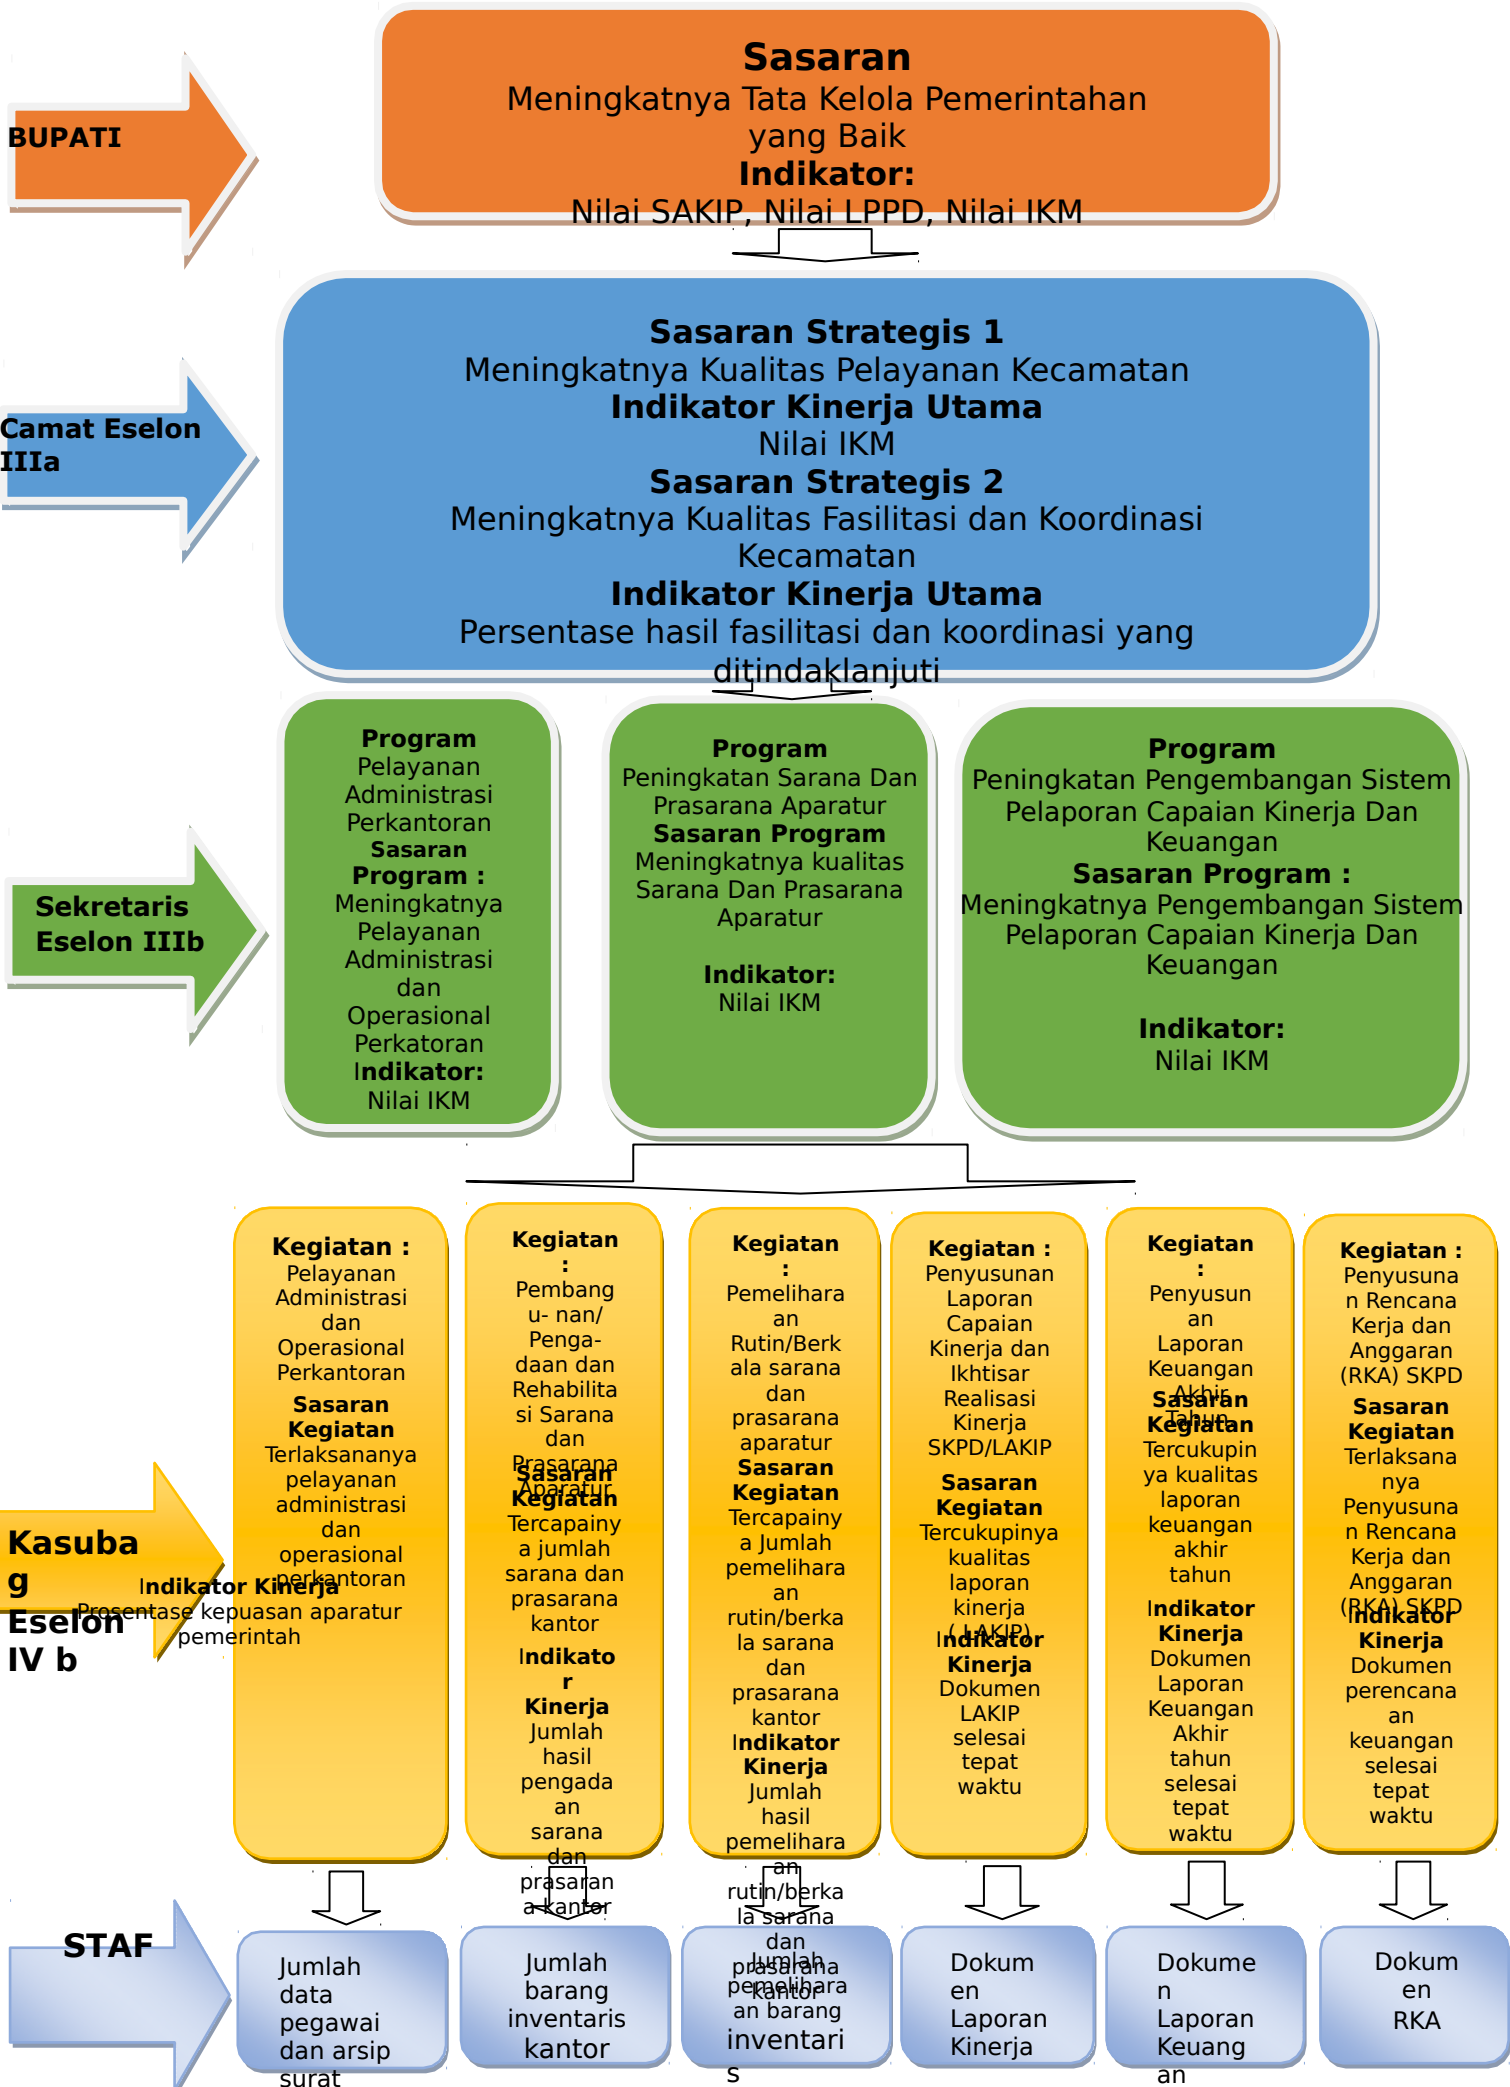 Sasaran
Meningkatnya Tata Kelola Pemerintahan
yang Baik
Indikator:
Nilai SAKIP, Nilai LPPD, Nilai IKM
BUPATI
Sasaran Strategis 1
Meningkatnya Kualitas Pelayanan Kecamatan
Indikator Kinerja Utama
Nilai IKM
Sasaran Strategis 2
Meningkatnya Kualitas Fasilitasi dan Koordinasi
Kecamatan
Indikator Kinerja Utama
Persentase hasil fasilitasi dan koordinasi yang
ditindaklanjuti
Camat Eselon
IIIa
Sekretaris
Eselon IIIb
Program
Pelayanan
Administrasi
Perkantoran
Sasaran
Program :
Meningkatnya
Pelayanan
Administrasi
dan
Operasional
Perkatoran
Indikator:
Nilai IKM
Program
Peningkatan Sarana Dan
Prasarana Aparatur
Sasaran Program
Meningkatnya kualitas
Sarana Dan Prasarana
Aparatur
Indikator:
Nilai IKM
Program
Peningkatan Pengembangan Sistem
Pelaporan Capaian Kinerja Dan
Keuangan
Sasaran Program :
Meningkatnya Pengembangan Sistem
Pelaporan Capaian Kinerja Dan
Keuangan
Indikator:
Nilai IKM
Kasuba
g
Eselon
IV b
Kegiatan :
Pelayanan
Administrasi
dan
Operasional
Perkantoran
Sasaran
Kegiatan
Terlaksananya
pelayanan
administrasi
dan
operasional
perkantoran
Indikator Kinerja
Prosentase kepuasan aparatur
pemerintah
Kegiatan
:
Pembang
u- nan/
Penga-
daan dan
Rehabilita
si Sarana
dan
Prasarana
Aparatur
Sasaran
Kegiatan
Tercapainy
a jumlah
sarana dan
prasarana
kantor
Indikato
r
Kinerja
Jumlah
hasil
pengada
an
sarana
dan
prasaran
a kantor
Kegiatan
:
Pemelihara
an
Rutin/Berk
ala sarana
dan
prasarana
aparatur
Sasaran
Kegiatan
Tercapainy
a Jumlah
pemelihara
an
rutin/berka
la sarana
dan
prasarana
kantor
Indikator
Kinerja
Jumlah
hasil
pemelihara
an
rutin/berka
la sarana
dan
prasarana
kantor
Kegiatan :
Penyusunan
Laporan
Capaian
Kinerja dan
Ikhtisar
Realisasi
Kinerja
SKPD/LAKIP
Sasaran
Kegiatan
Tercukupinya
kualitas
laporan
kinerja
( LAKIP)
Indikator
Kinerja
Dokumen
LAKIP
selesai
tepat
waktu
Kegiatan
:
Penyusun
an
Laporan
Keuangan
Akhir
Tahun
Sasaran
Kegiatan
Tercukupin
ya kualitas
laporan
keuangan
akhir
tahun
Indikator
Kinerja
Dokumen
Laporan
Keuangan
Akhir
tahun
selesai
tepat
waktu
Kegiatan :
Penyusuna
n Rencana
Kerja dan
Anggaran
(RKA) SKPD
Sasaran
Kegiatan
Terlaksana
nya
Penyusuna
n Rencana
Kerja dan
Anggaran
(RKA) SKPD
Indikator
Kinerja
Dokumen
perencana
an
keuangan
selesai
tepat
waktu
STAF
Jumlah
data
pegawai
dan arsip
surat
Jumlah
barang
inventaris
kantor
Jumlah
pemelihara
an barang
inventari
s
Dokum
en
Laporan
Kinerja
Dokume
n
Laporan
Keuang
an
Dokum
en
RKA